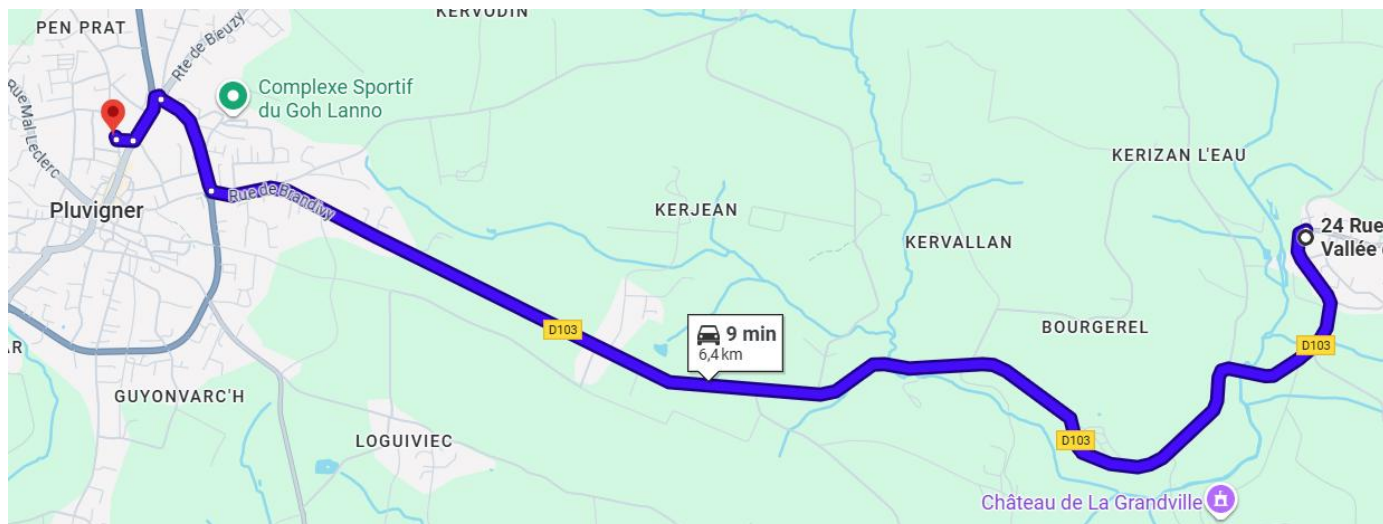 KERVODIN
PEN PRAT
Rte de Bieuzy
Complexe Sportif
du Goh Lanno
Rue Mal Leclerc
KERIZAN L'EAU
Rue de Brandivy
Pluvigner
KERJEAN
24 Rue
Vallée
KERVALLAN
D103
9 min
6,4 km
BOURGEREL
D103
AR
GUYONVARC'H
LOGUIVIEC
D103
Château de La Grandville